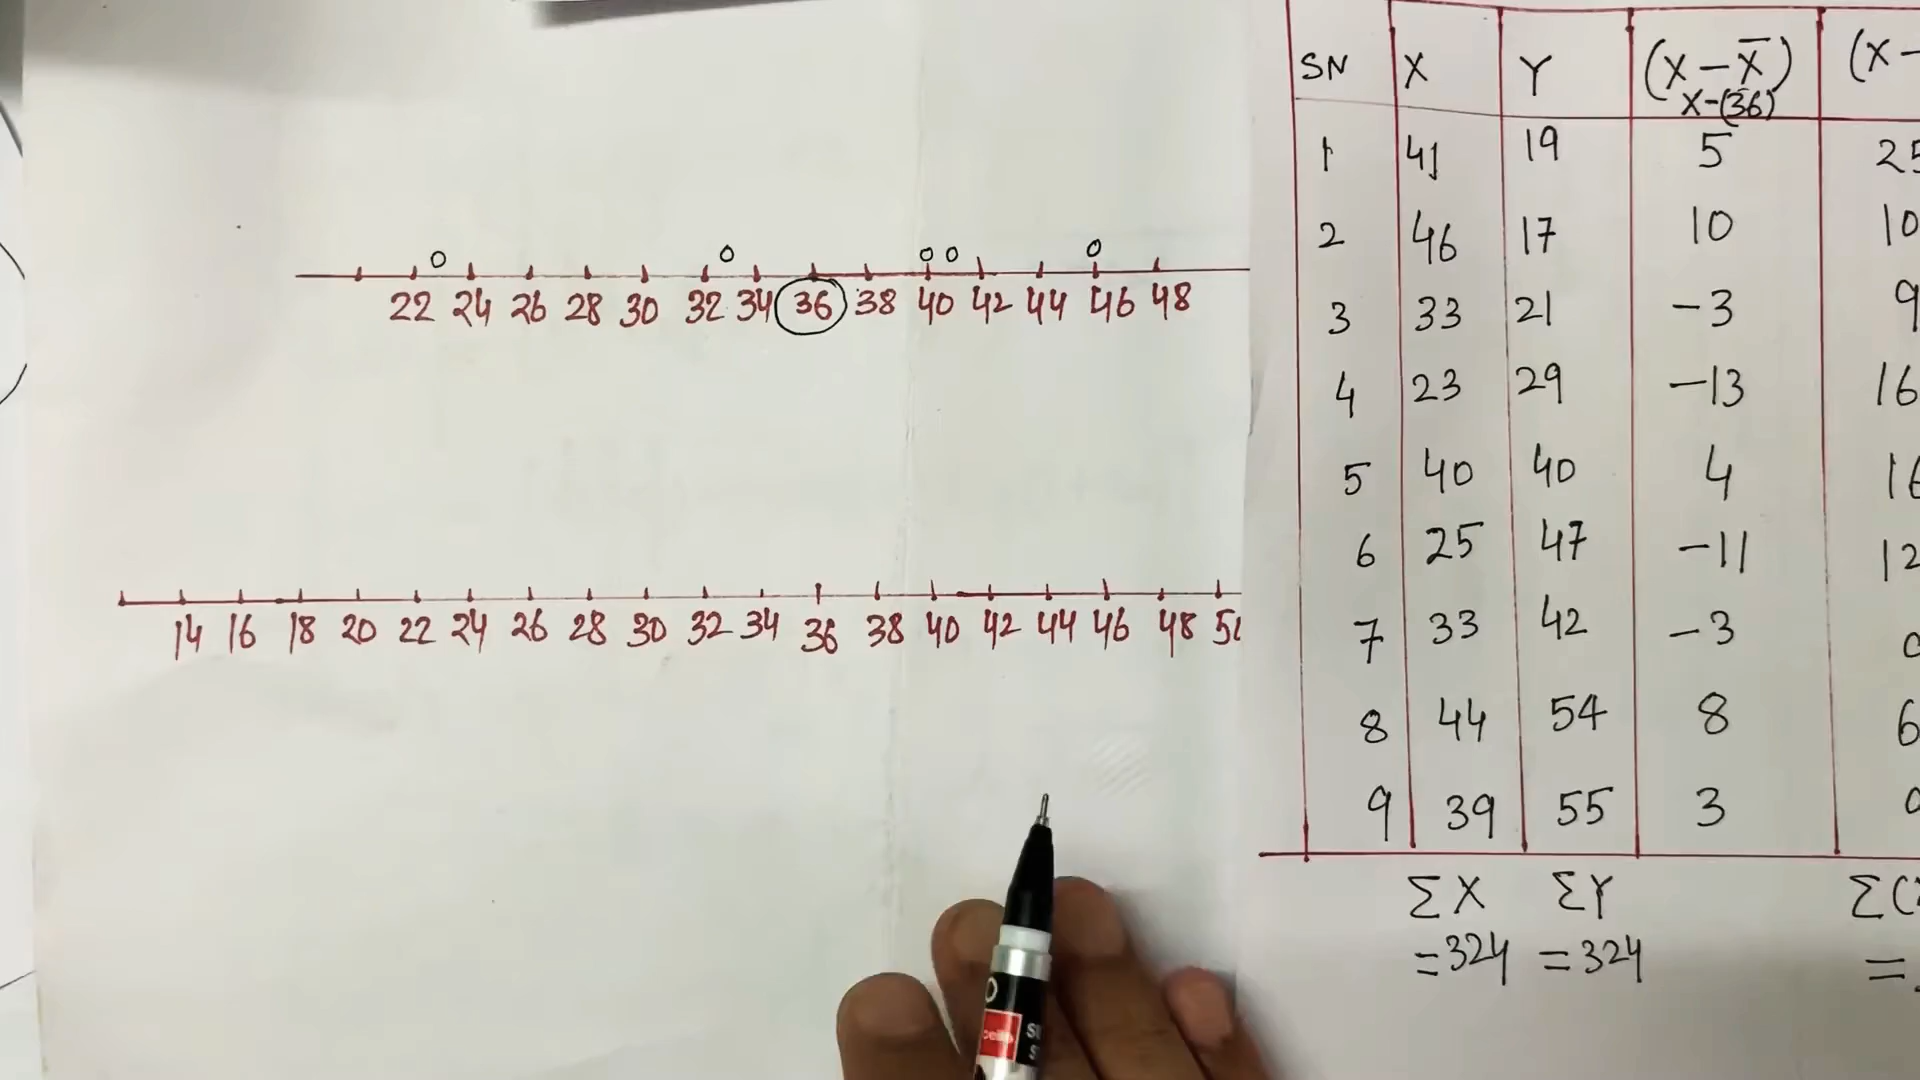 22 24 26 28 30 32 34 36 38 40 42 44 46 48
14 16 18 20 22 24 26 28 30 32 34 36 38 40 42 44 46 48
SN X Y (X-X̅) (X-
X-(36)
1 41 19 5 25
2 46 17 10 10
3 33 21 -3 9
4 23 29 -13 16
5 40 40 4 16
6 25 47 -11 12
7 33 42 -3
8 44 54 8 6
9 39 55 3
ΣX ΣY Σ(
=324 =324 =
cello